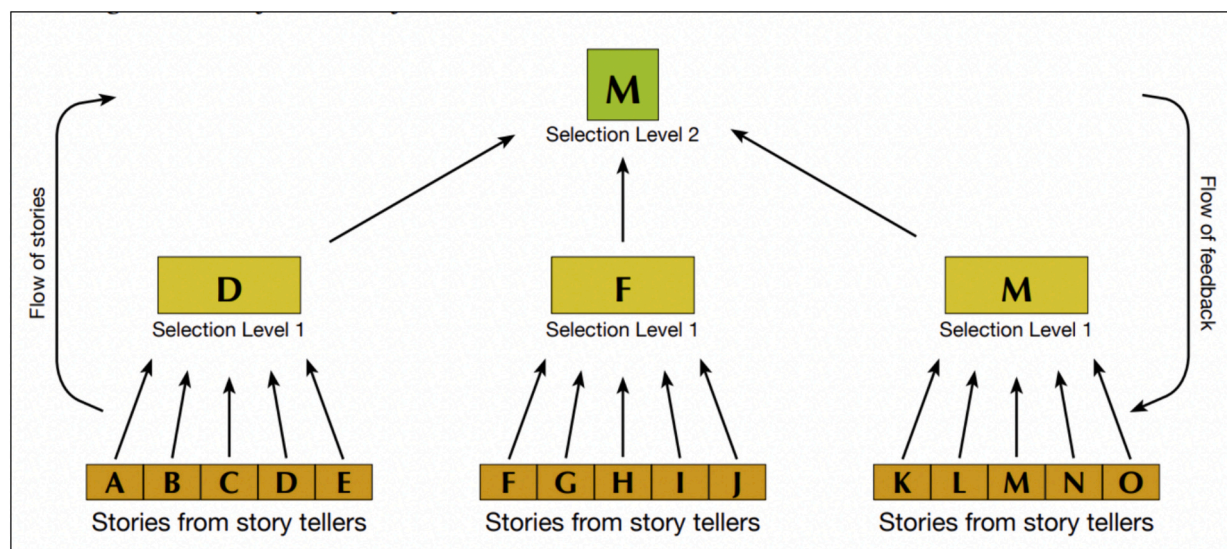 M
Selection Level 2
Flow of stories
Flow of feedback
D
F
M
Selection Level 1
Selection Level 1
Selection Level 1
A B C D E
F G H I J
K L M N O
Stories from story tellers
Stories from story tellers
Stories from story tellers